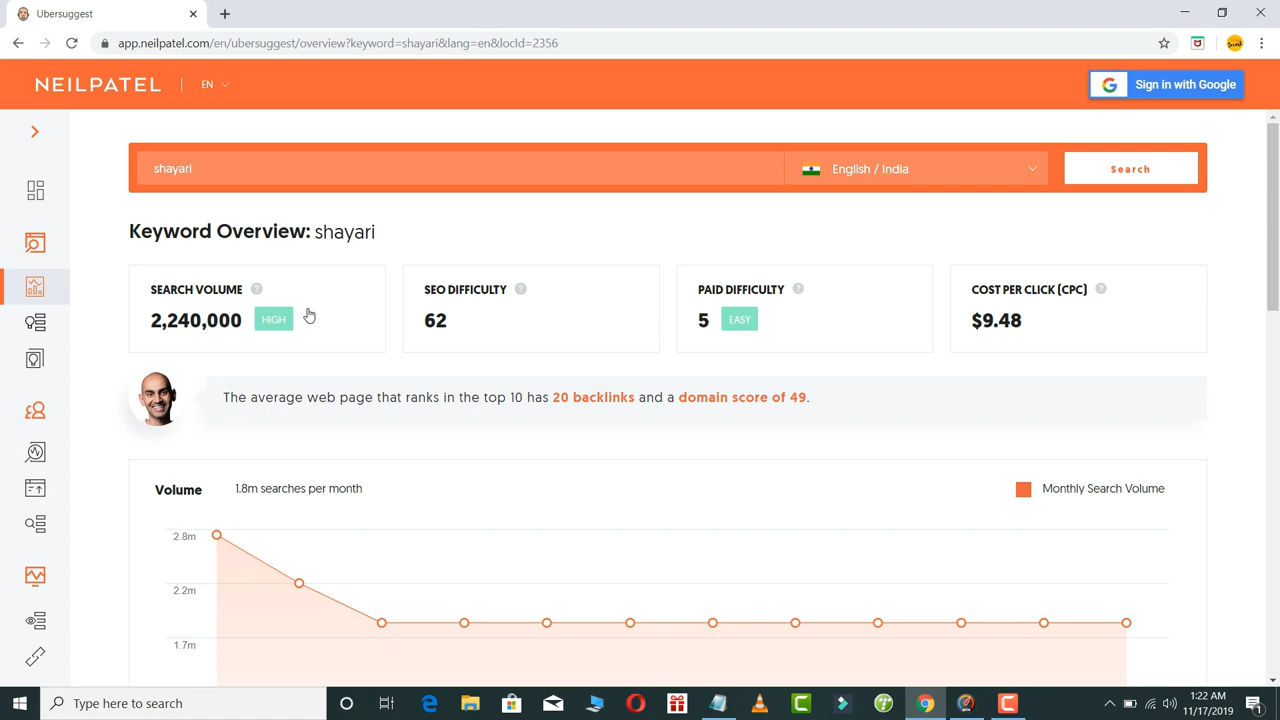 Ubersuggest
app.neilpatel.com/en/ubersuggest/overview?keyword=shayari&lang=en&locId=2356
NEILPATEL
EN
Sign in with Google
shayari
English / India
Search
Keyword Overview: shayari
SEARCH VOLUME ?
SEO DIFFICULTY ?
PAID DIFFICULTY ?
COST PER CLICK (CPC) ?
2,240,000 HIGH
62
5 EASY
$9.48
The average web page that ranks in the top 10 has 20 backlinks and a domain score of 49.
Volume
1.8m searches per month
Monthly Search Volume
2.8m
2.2m
1.7m
Type here to search
1:22 AM
11/17/2019